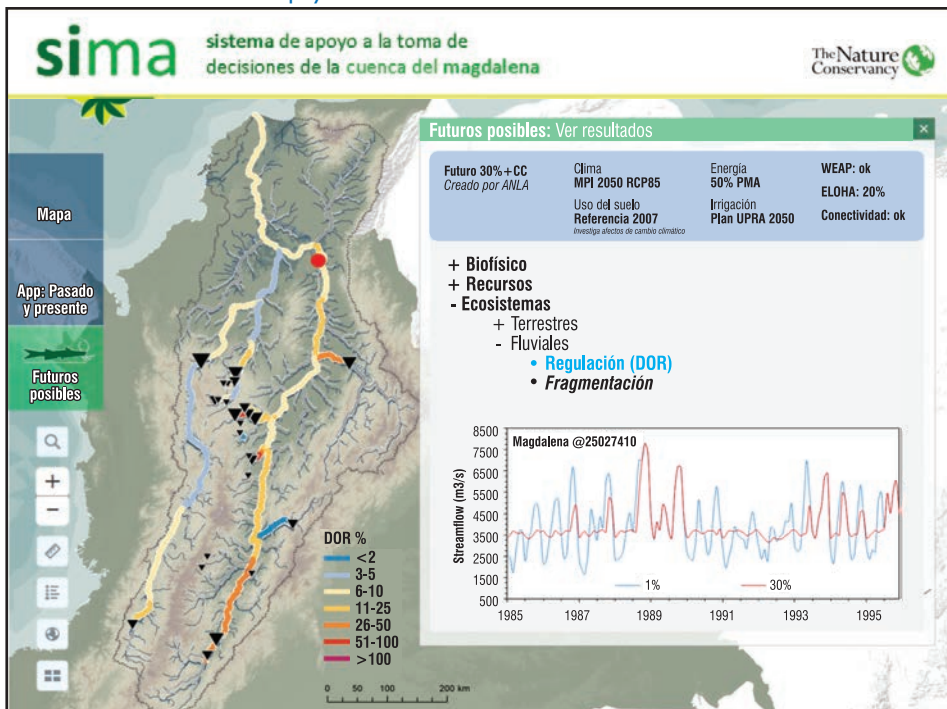 sima
sistema de apoyo a la toma de
decisiones de la cuenca del magdalena
The Nature
Conservancy
Mapa
App: Pasado
y presente
Futuros
posibles
+
−
DOR %
<2
3-5
6-10
11-25
26-50
51-100
>100
0 50 100 200 km
Futuros posibles: Ver resultados
×
Futuro 30%+CC
Creado por ANLA
Clima
MPI 2050 RCP85
Uso del suelo
Referencia 2007
Investiga afectos de cambio climático
Energía
50% PMA
Irrigación
Plan UPRA 2050
WEAP: ok
ELOHA: 20%
Conectividad: ok
+ Biofísico
+ Recursos
- Ecosistemas
+ Terrestres
- Fluviales
• Regulación (DOR)
• Fragmentación
Magdalena @25027410
Streamflow (m3/s)
8500
7500
6500
5500
4500
3500
2500
1500
500
1985 1987 1989 1991 1993 1995
1% 30%